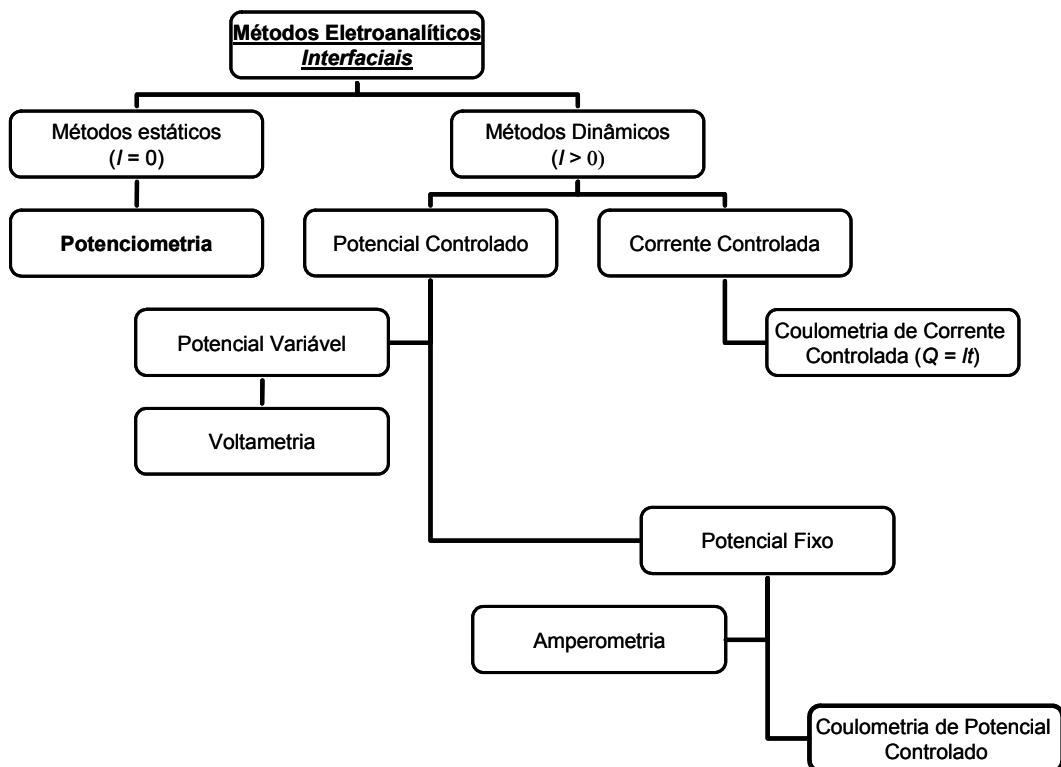 Métodos Eletroanalíticos
Interfaciais
Métodos estáticos
(I = 0)
Métodos Dinâmicos
(I > 0)
Potenciometria
Potencial Controlado
Corrente Controlada
Potencial Variável
Coulometria de Corrente
Controlada (Q = It)
Voltametria
Potencial Fixo
Amperometria
Coulometria de Potencial
Controlado